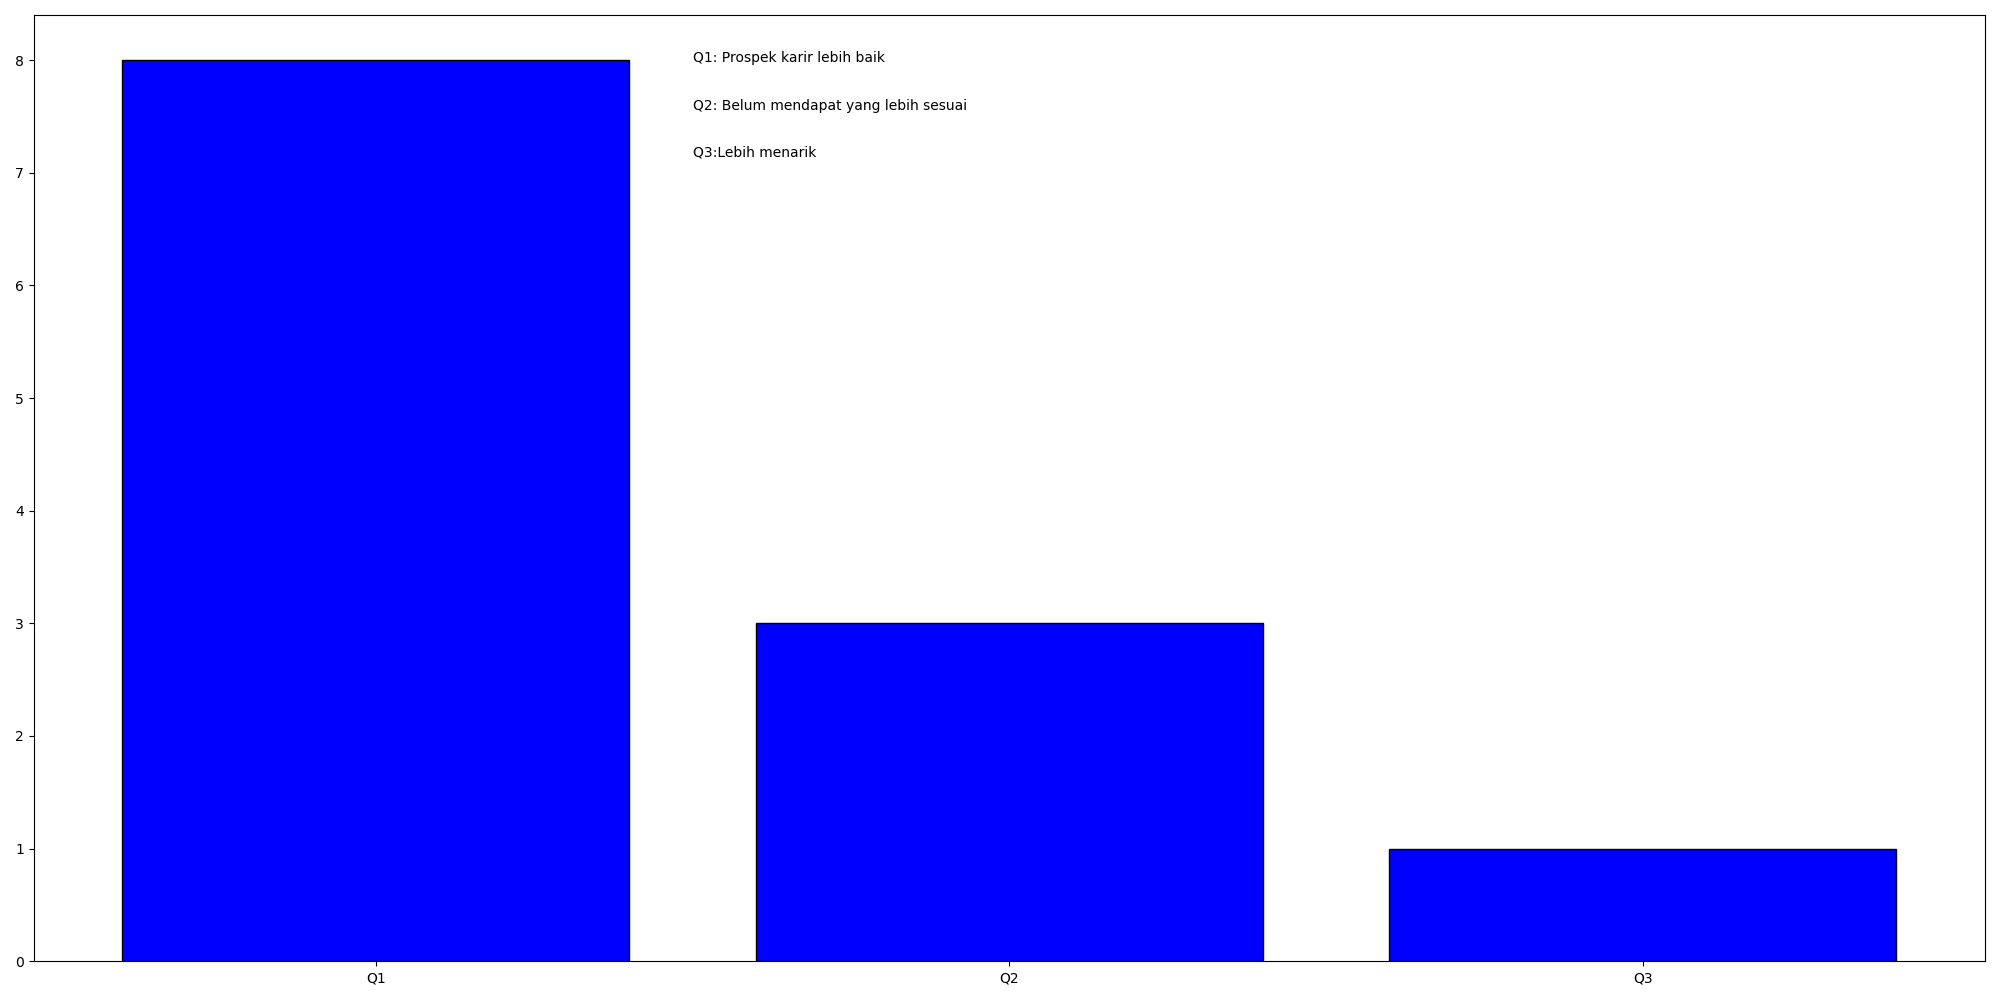 8
7
6
5
4
3
2
1
0
Q1: Prospek karir lebih baik
Q2: Belum mendapat yang lebih sesuai
Q3:Lebih menarik
Q1 Q2 Q3